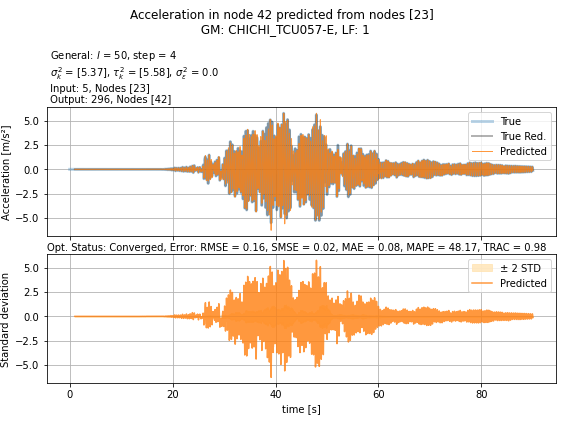 Acceleration in node 42 predicted from nodes [23]
GM: CHICHI_TCU057-E, LF: 1
General: l = 50, step = 4
σ²ₖ = [5.37], τ²ₖ = [5.58], σ²ε = 0.0
Input: 5, Nodes [23]
Output: 296, Nodes [42]
Acceleration [m/s²]
5.0
2.5
0.0
−2.5
−5.0
True
True Red.
Predicted
Opt. Status: Converged, Error: RMSE = 0.16, SMSE = 0.02, MAE = 0.08, MAPE = 48.17, TRAC = 0.98
Standard deviation
5.0
2.5
0.0
−2.5
−5.0
± 2 STD
Predicted
0
20
40
60
80
time [s]